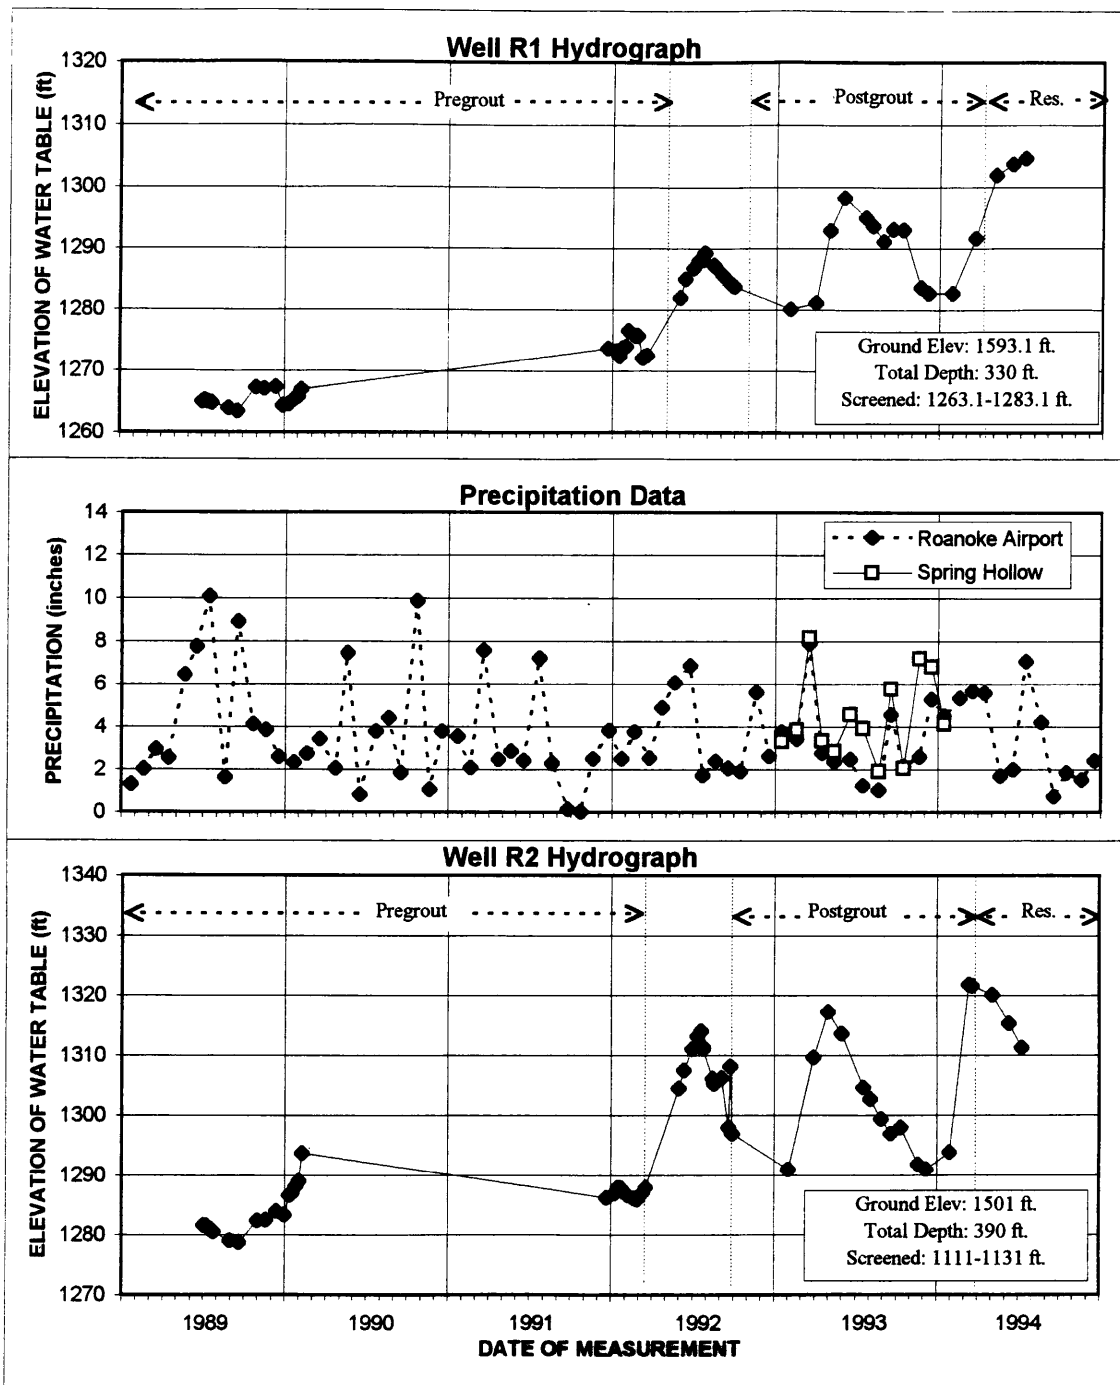 Well R1 Hydrograph
ELEVATION OF WATER TABLE (ft)
1320
1310
1300
1290
1280
1270
1260
Pregrout
Postgrout
Res.
Ground Elev: 1593.1 ft.
Total Depth: 330 ft.
Screened: 1263.1-1283.1 ft.
Precipitation Data
PRECIPITATION (inches)
14
12
10
8
6
4
2
0
Roanoke Airport
Spring Hollow
Well R2 Hydrograph
ELEVATION OF WATER TABLE (ft)
1340
1330
1320
1310
1300
1290
1280
1270
Pregrout
Postgrout
Res.
Ground Elev: 1501 ft.
Total Depth: 390 ft.
Screened: 1111-1131 ft.
1989 1990 1991 1992 1993 1994
DATE OF MEASUREMENT